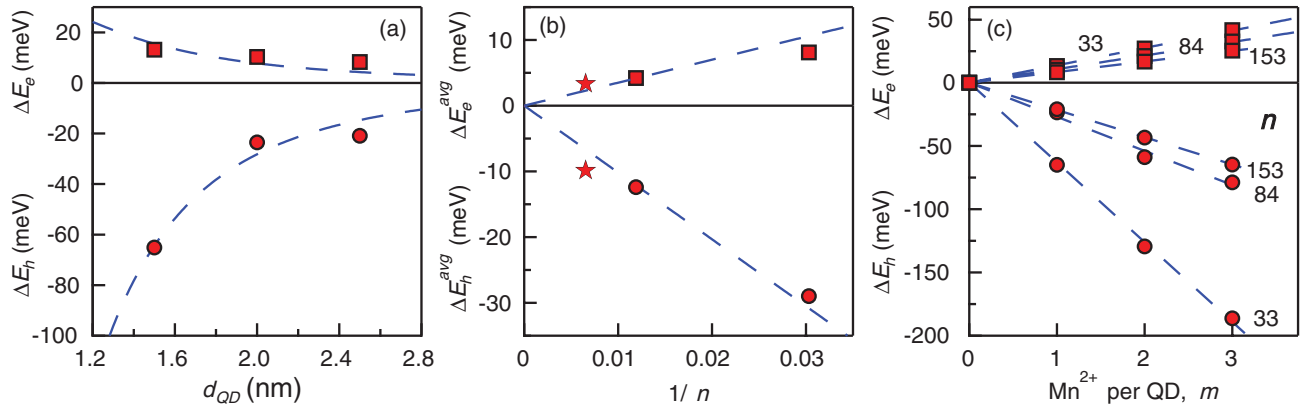 (a)
ΔE_e (meV)
20
0
ΔE_h (meV)
-20
-40
-60
-80
-100
1.2 1.6 2.0 2.4 2.8
d_QD (nm)
(b)
ΔE_e^avg (meV)
10
0
ΔE_h^avg (meV)
-10
-20
-30
0 0.01 0.02 0.03
1/ n
(c)
ΔE_e (meV)
50
0
33 84 153
ΔE_h (meV)
-50
-100
-150
-200
n
153
84
33
0 1 2 3
Mn²⁺ per QD, m